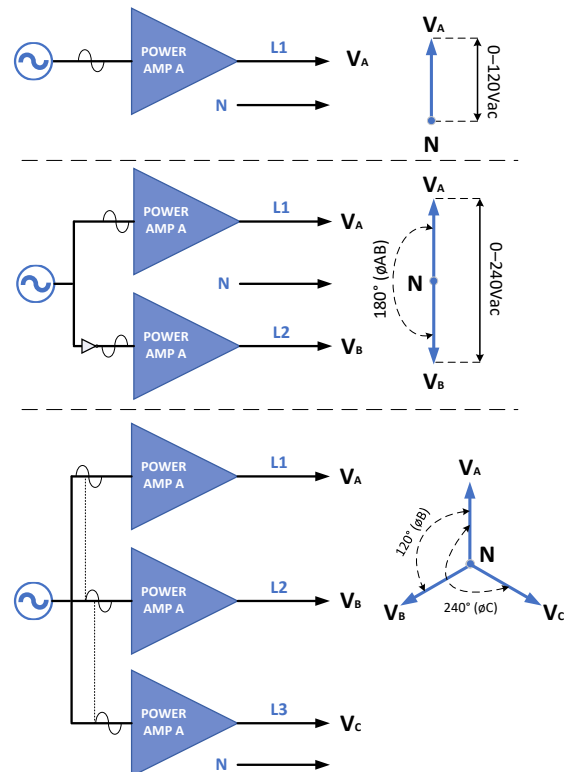 POWER
AMP A
L1
VA
N
VA
0–120Vac
N
POWER
AMP A
L1
VA
N
POWER
AMP A
L2
VB
VA
180° (øAB)
N
0–240Vac
VB
POWER
AMP A
L1
VA
POWER
AMP A
L2
VB
POWER
AMP A
L3
VC
N
VA
120° (øB)
N
VB
240° (øC)
VC